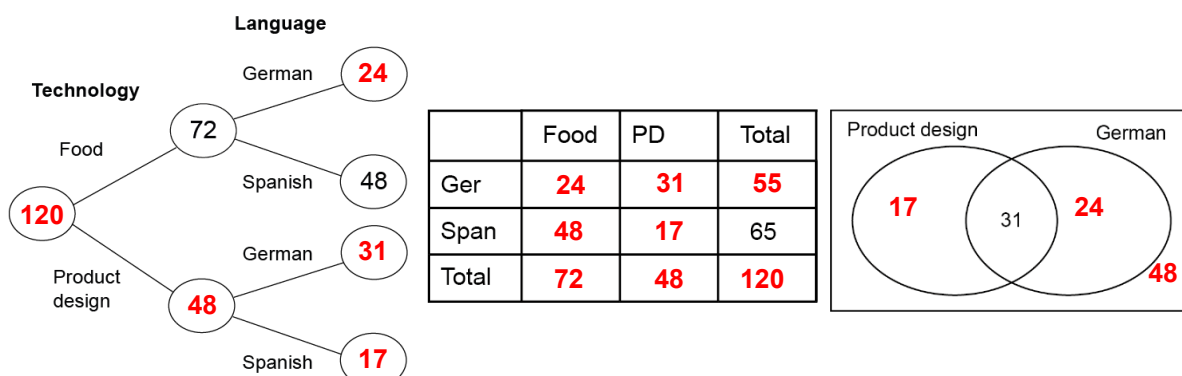 Language
Technology
German
24
Food
72
Spanish
48
120
Product
design
48
German
31
Spanish
17
Food PD Total
Ger 24 31 55
Span 48 17 65
Total 72 48 120
Product design German
17 31 24
48